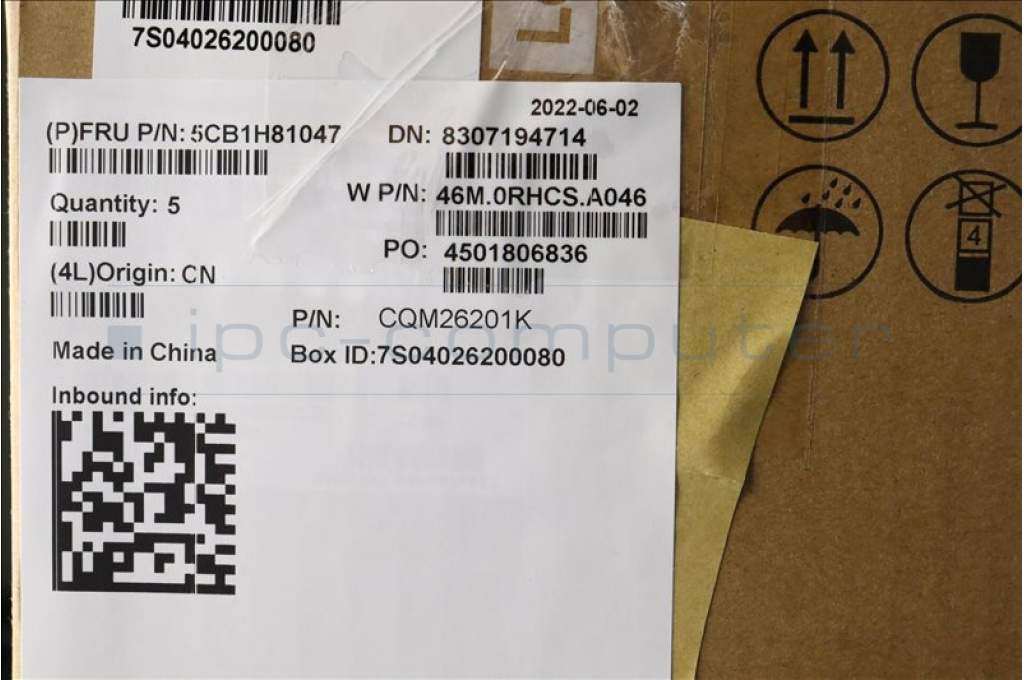 7S04026200080
2022-06-02
(P)FRU P/N: 5CB1H81047
DN: 8307194714
W P/N: 46M.0RHCS.A046
Quantity: 5
PO: 4501806836
(4L)Origin: CN
P/N: CQM26201K
Made in China
Box ID:7S04026200080
Inbound info:
ipc-computer
4